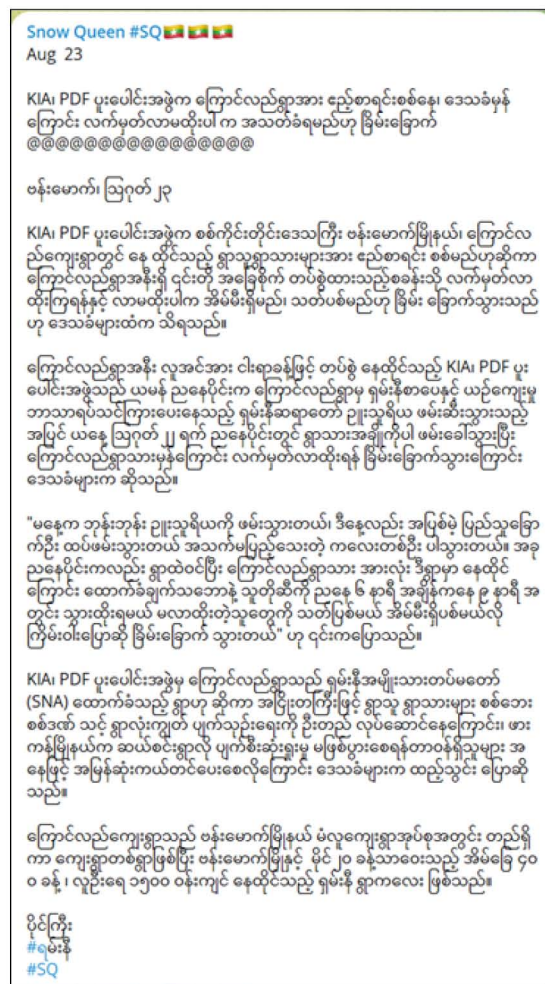 Snow Queen #SQ🇲🇲🇲🇲🇲🇲
Aug 23
KIA၊ PDF ပူးပေါင်းအဖွဲ့က ကြောင်လည်ရွာအား ဧည့်စာရင်းစစ်နေ၊ ဒေသခံမှန်
ကြောင်း လက်မှတ်လာမထိုးပါ က အသတ်ခံရမည်ဟု ခြိမ်းခြောက်
@@@@@@@@@@@@@@@@
ဗန်းမောက်၊ သြဂုတ်၂၃
KIA၊ PDF ပူးပေါင်းအဖွဲ့က စစ်ကိုင်းတိုင်းဒေသကြီး ဗန်းမောက်မြိုနယ်၊ ကြောင်လ
ည်ကျေးရွာတွင် နေ ထိုင်သည့် ရွာသူရွာသားများအား ဧည်စာရင်း စစ်မည်ဟုဆိုကာ
ကြောင်လည်ရွာအနီးရှိ ၎င်းတို့ အခြေစိုက် တပ်စွဲထားသည့်စခန်းသို့ လက်မှတ်လာ
ထိုးကြရန်နှင့် လာမထိုးပါက အိမ်မီးရှို့မည်၊ သတ်ပစ်မည်ဟု ခြိမ်း ခြောက်သွားသည်
ဟု ဒေသခံများထံက သိရသည်။
ကြောင်လည်ရွာအနီး လူအင်အား ငါးရာခန့်ဖြင့် တပ်စွဲ နေထိုင်သည့် KIA၊ PDF ပူး
ပေါင်းအဖွဲ့သည် ယမန် ညနေပိုင်းက ကြောင်လည်ရွာမှ ရှမ်းနီစာပေနှင့် ယဉ်ကျေးမှု
ဘာသာရပ်သင်ကြားပေးနေသည့် ရှမ်းနီဆရာတော် ဥူးသူရိယ ဖမ်းဆီးသွားသည့်
အပြင် ယနေ့ သြဂုတ် ၂၂ ရက် ညနေပိုင်းတွင် ရွာသားအချို့ကိုပါ ဖမ်းခေါ်သွားပြီး
ကြောင်လည်ရွာသားမှန်ကြောင်း လက်မှတ်လာထိုးရန် ခြိမ်းခြောက်သွားကြောင်း
ဒေသခံများက ဆိုသည်။
"မနေ့က ဘုန်းဘုန်း ဥူးသူရိယကို ဖမ်းသွားတယ်၊ ဒီနေ့လည်း အပြစ်မဲ့ ပြည်သူခြော
က်ဦး ထပ်ဖမ်းသွားတယ် အသက်မပြည့်သေးတဲ့ ကလေးတစ်ဦး ပါသွားတယ်။ အခု
ညနေပိုင်းကလည်း ရွာထဲဝင်ပြီး ကြောင်လည်ရွာသား အားလုံး ဒီရွာမှာ နေထိုင်
ကြောင်း ထောက်ခံချက်သဘောနဲ့ သူတို့ဆီကို ညနေ ၆ နာရီ အချိန်ကနေ ၉ နာရီ အ
တွင်း သွားထိုးရမယ် မလာထိုးတဲ့သူတွေကို သတ်ပြစ်မယ် အိမ်မီးရှို့ပစ်မယ်လို့
ကြိမ်းဝါးပြောဆို ခြိမ်းခြောက် သွားတယ်" ဟု ၎င်းကပြောသည်။
KIA၊ PDF ပူးပေါင်းအဖွဲ့မှ ကြောင်လည်ရွာသည် ရှမ်းနီအမျိုးသားတပ်မတော်
(SNA) ထောက်ခံသည့် ရွာဟု ဆိုကာ အငြိုးတကြီးဖြင့် ရွာသူ ရွာသားများ စစ်ဘေး
စစ်ဒဏ် သင့် ရွာလုံးကျွတ် ပျက်သုဉ်းရေးကို ဦးတည် လုပ်ဆောင်နေကြောင်း၊ ဖား
ကန့်မြို့နယ်က ဆယ်စင်းရွာလို ပျက်စီးဆုံးရှုံးမှု မဖြစ်ပွားစေရန်တာဝန်ရှိသူများ အ
နေဖြင့် အမြန်ဆုံးကယ်တင်ပေးစေလိုကြောင်း ဒေသခံများက ထည့်သွင်း ပြောဆို
သည်။
ကြောင်လည်ကျေးရွာသည် ဗန်းမောက်မြို့နယ် မံလူကျေးရွာအုပ်စုအတွင်း တည်ရှိ
ကာ ကျေးရွာတစ်ရွာဖြစ်ပြီး ဗန်းမောက်မြို့နှင့် မိုင်၂၀ ခန့်သာဝေးသည့် အိမ်ခြေ ၄၀
၀ ခန့် ၊ လူဦးရေ ၁၅၀၀ ဝန်းကျင် နေထိုင်သည့် ရှမ်းနီ ရွာကလေး ဖြစ်သည်။
ပိုင်ကြီး
#ရှမ်းနီ
#SQ